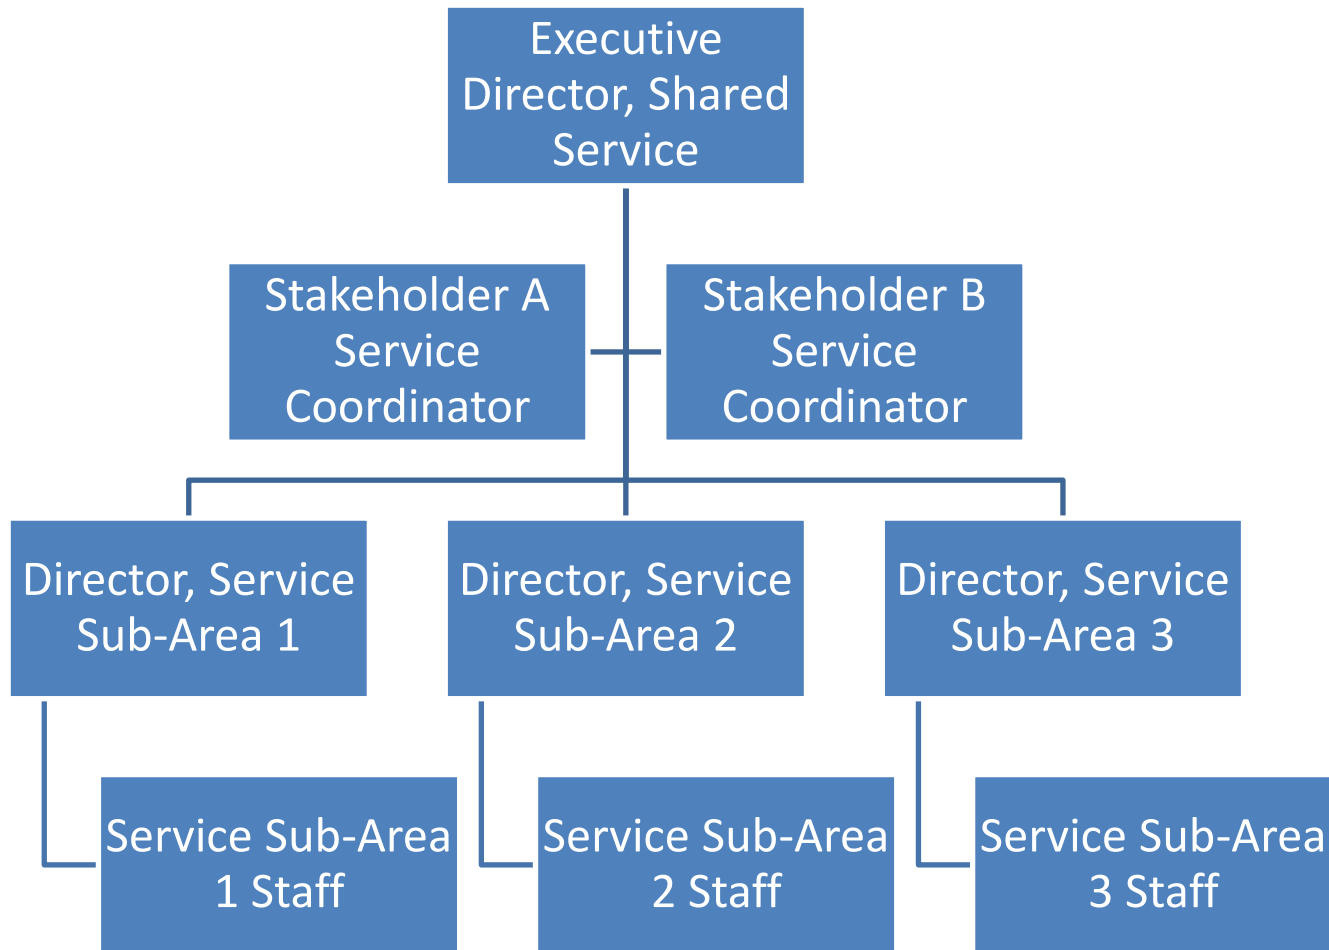 Executive
Director, Shared
Service
Stakeholder A
Service
Coordinator
Stakeholder B
Service
Coordinator
Director, Service
Sub-Area 1
Director, Service
Sub-Area 2
Director, Service
Sub-Area 3
Service Sub-Area
1 Staff
Service Sub-Area
2 Staff
Service Sub-Area
3 Staff